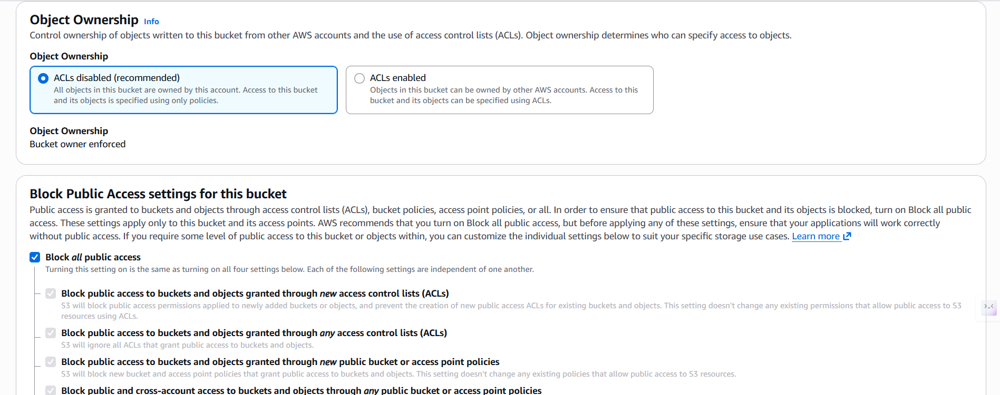 Object Ownership Info
Control ownership of objects written to this bucket from other AWS accounts and the use of access control lists (ACLs). Object ownership determines who can specify access to objects.
Object Ownership
ACLs disabled (recommended)
All objects in this bucket are owned by this account. Access to this bucket
and its objects is specified using only policies.
ACLs enabled
Objects in this bucket can be owned by other AWS accounts. Access to this
bucket and its objects can be specified using ACLs.
Object Ownership
Bucket owner enforced
Block Public Access settings for this bucket
Public access is granted to buckets and objects through access control lists (ACLs), bucket policies, access point policies, or all. In order to ensure that public access to this bucket and its objects is blocked, turn on Block all public
access. These settings apply only to this bucket and its access points. AWS recommends that you turn on Block all public access, but before applying any of these settings, ensure that your applications will work correctly
without public access. If you require some level of public access to this bucket or objects within, you can customize the individual settings below to suit your specific storage use cases. Learn more
Block all public access
Turning this setting on is the same as turning on all four settings below. Each of the following settings are independent of one another.
Block public access to buckets and objects granted through new access control lists (ACLs)
S3 will block public access permissions applied to newly added buckets or objects, and prevent the creation of new public access ACLs for existing buckets and objects. This setting doesn't change any existing permissions that allow public access to S3
resources using ACLs.
Block public access to buckets and objects granted through any access control lists (ACLs)
S3 will ignore all ACLs that grant public access to buckets and objects.
Block public access to buckets and objects granted through new public bucket or access point policies
S3 will block new bucket and access point policies that grant public access to buckets and objects. This setting doesn't change any existing policies that allow public access to S3 resources.
Block public and cross-account access to buckets and objects through any public bucket or access point policies